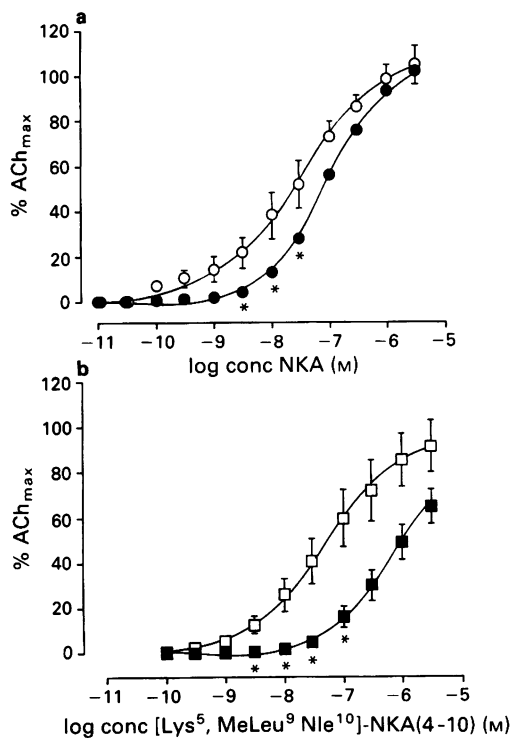 a
% AChmax
120
100
80
60
40
20
0
* * *
−11 −10 −9 −8 −7 −6 −5
log conc NKA (M)
b
% AChmax
120
100
80
60
40
20
0
* * * *
−11 −10 −9 −8 −7 −6 −5
log conc [Lys⁵, MeLeu⁹ Nle¹⁰]-NKA(4-10) (M)